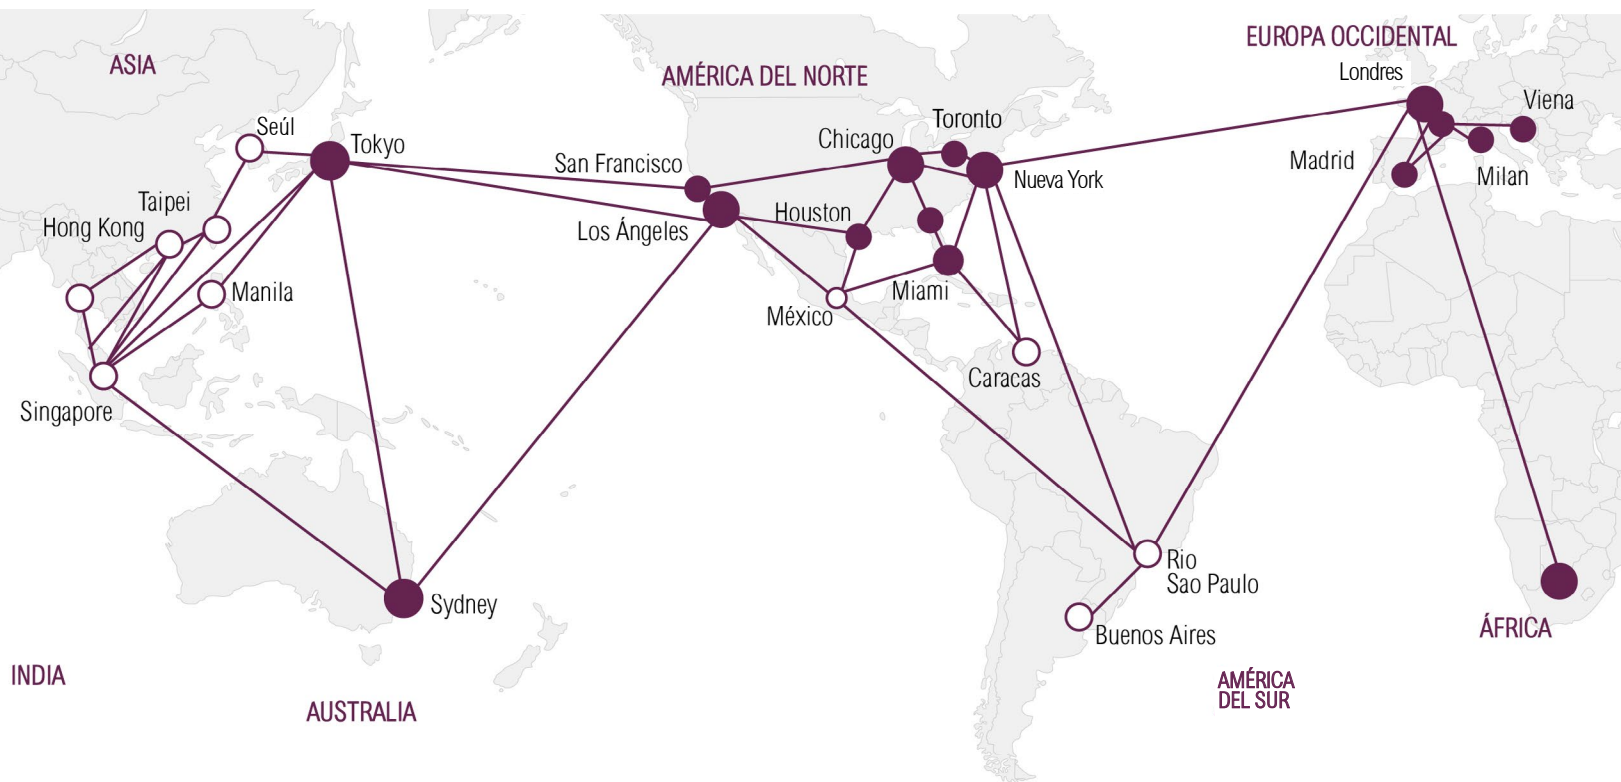 EUROPA OCCIDENTAL
ASIA
AMÉRICA DEL NORTE
Londres
Viena
Seúl
Toronto
Tokyo
Chicago
San Francisco
Madrid
Milan
Nueva York
Taipei
Hong Kong
Houston
Los Ángeles
Manila
Miami
México
Caracas
Singapore
Rio
Sao Paulo
Sydney
Buenos Aires
ÁFRICA
INDIA
AMÉRICA
DEL SUR
AUSTRALIA